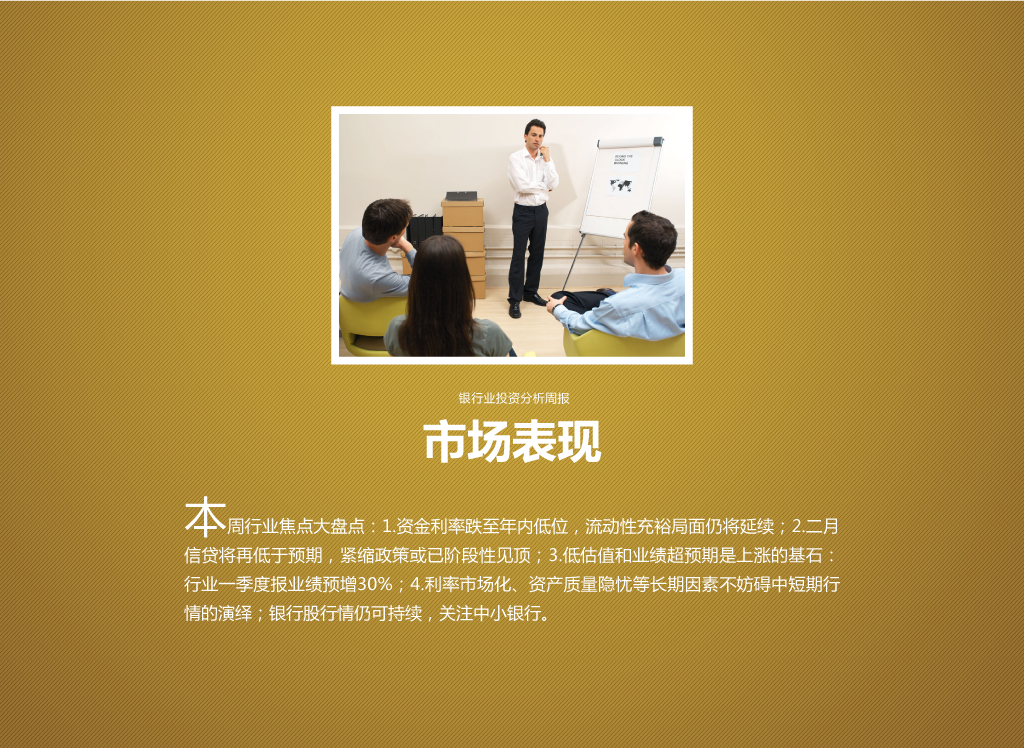 银行业投资分析周报
市场表现
本周行业焦点大盘点：1.资金利率跌至年内低位，流动性充裕局面仍将延续；2.二月
信贷将再低于预期，紧缩政策或已阶段性见顶；3.低估值和业绩超预期是上涨的基石：
行业一季度报业绩预增30%；4.利率市场化、资产质量隐忧等长期因素不妨碍中短期行
情的演绎；银行股行情仍可持续，关注中小银行。